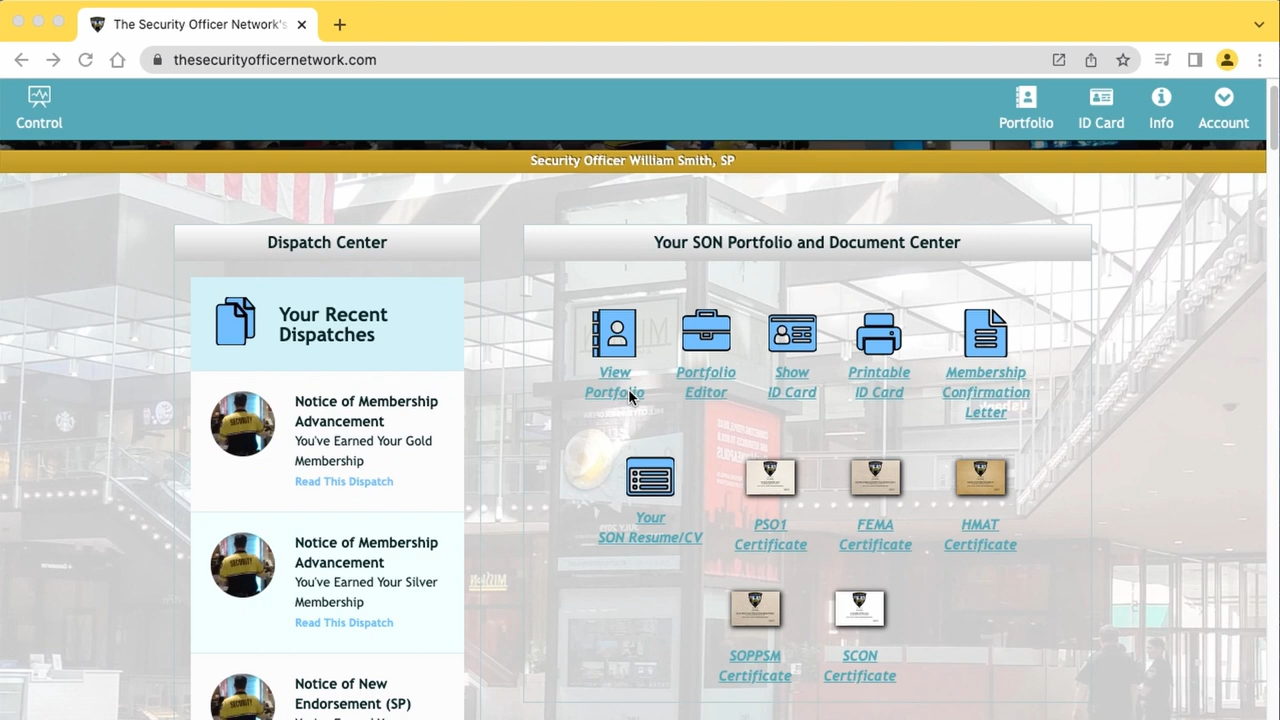 The Security Officer Network's
thesecurityofficernetwork.com
Control
Portfolio
ID Card
Info
Account
Security Officer William Smith, SP
Dispatch Center
Your Recent
Dispatches
Notice of Membership
Advancement
You've Earned Your Gold
Membership
Read This Dispatch
Notice of Membership
Advancement
You've Earned Your Silver
Membership
Read This Dispatch
Notice of New
Endorsement (SP)
Your SON Portfolio and Document Center
View
Portfolio
Portfolio
Editor
Show
ID Card
Printable
ID Card
Membership
Confirmation
Letter
Your
SON Resume/CV
PSO1
Certificate
FEMA
Certificate
HMAT
Certificate
SOPPSM
Certificate
SCON
Certificate